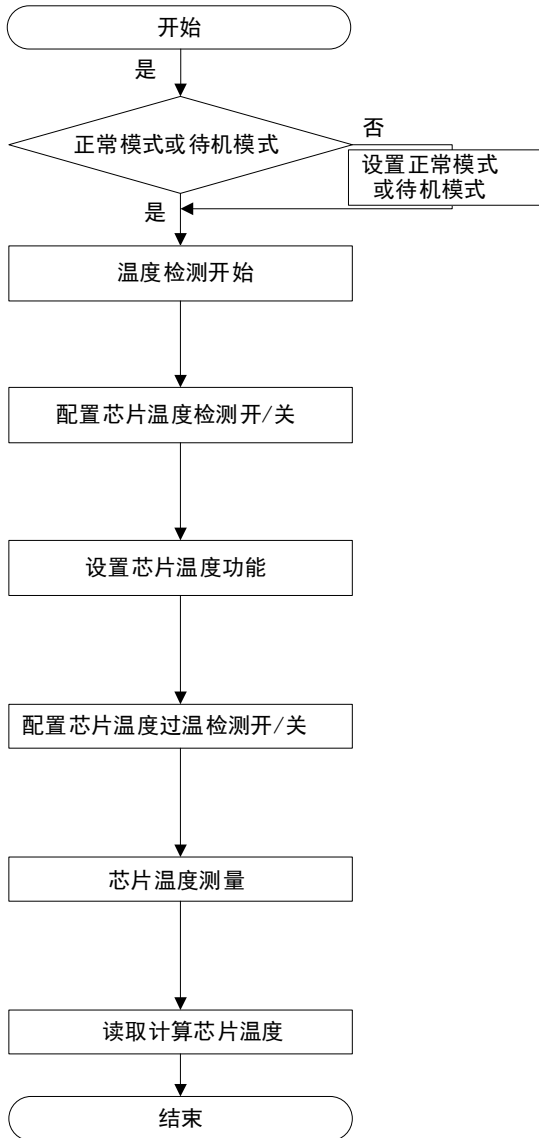 开始
是
正常模式或待机模式
否
设置正常模式
或待机模式
是
温度检测开始
配置芯片温度检测开/关
设置芯片温度功能
配置芯片温度过温检测开/关
芯片温度测量
读取计算芯片温度
结束